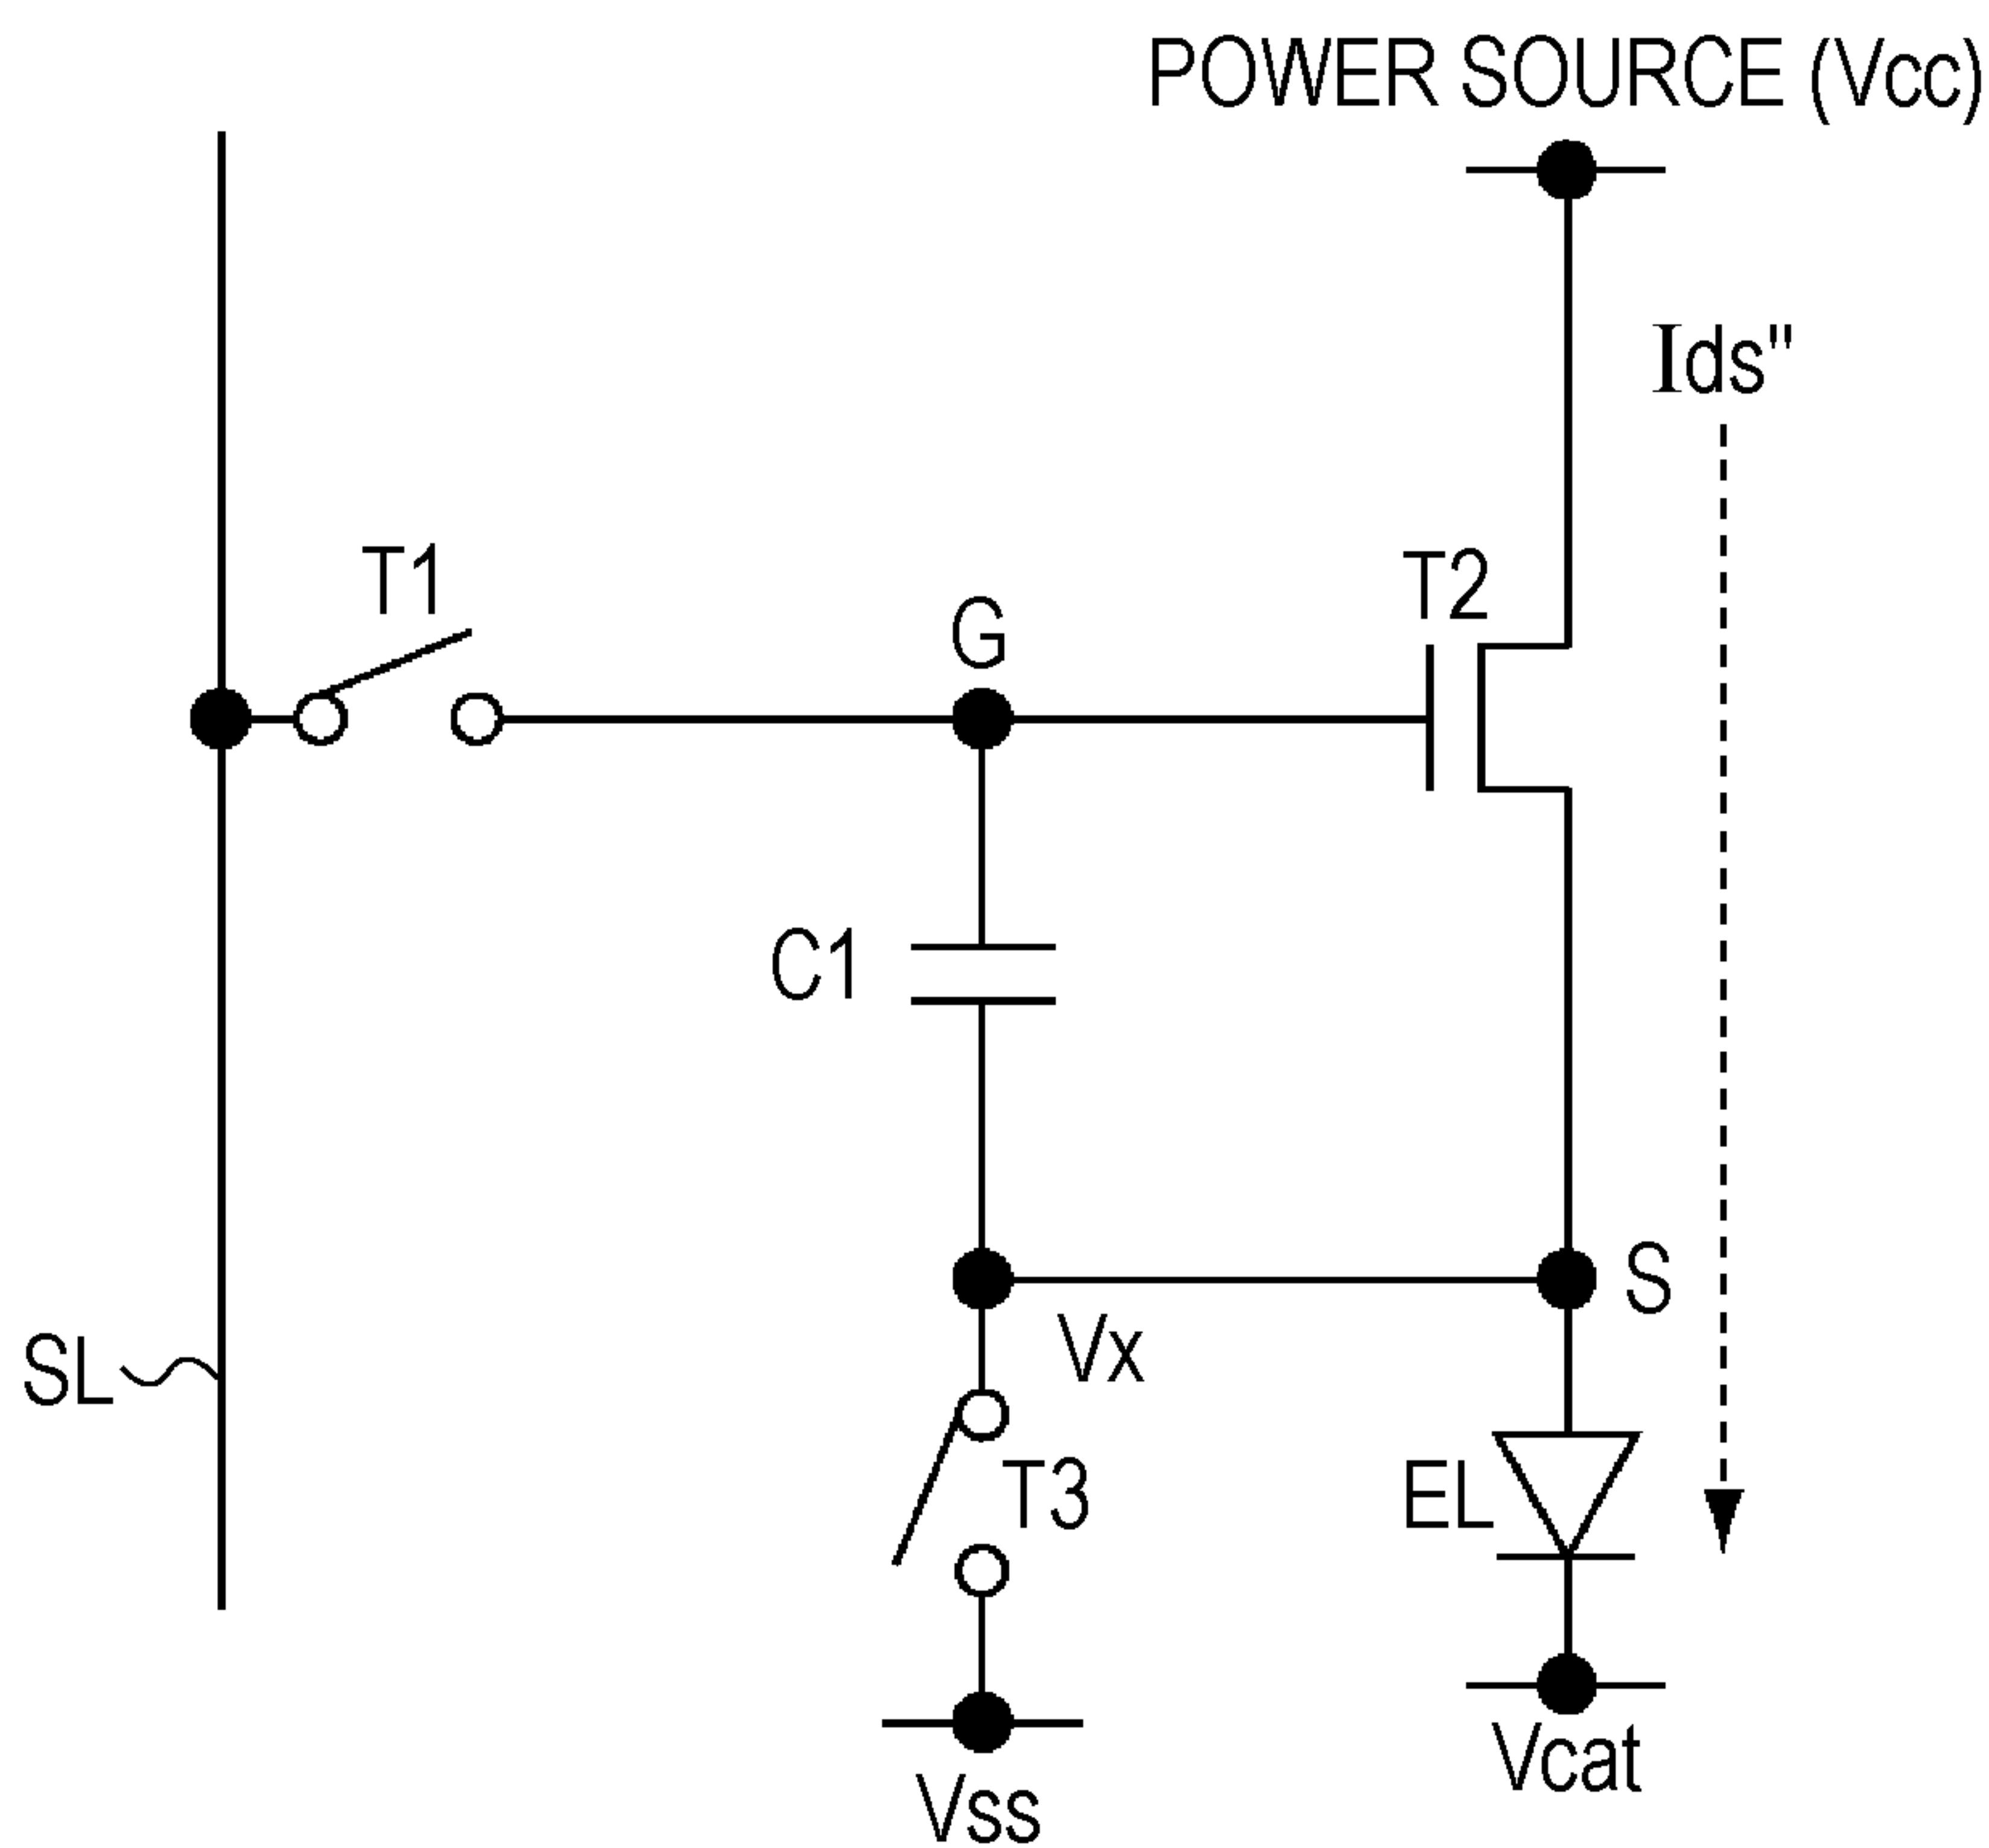 POWER SOURCE (Vcc)
Ids"
T1
T2
G
C1
S
Vx
SL
T3
EL
Vcat
Vss